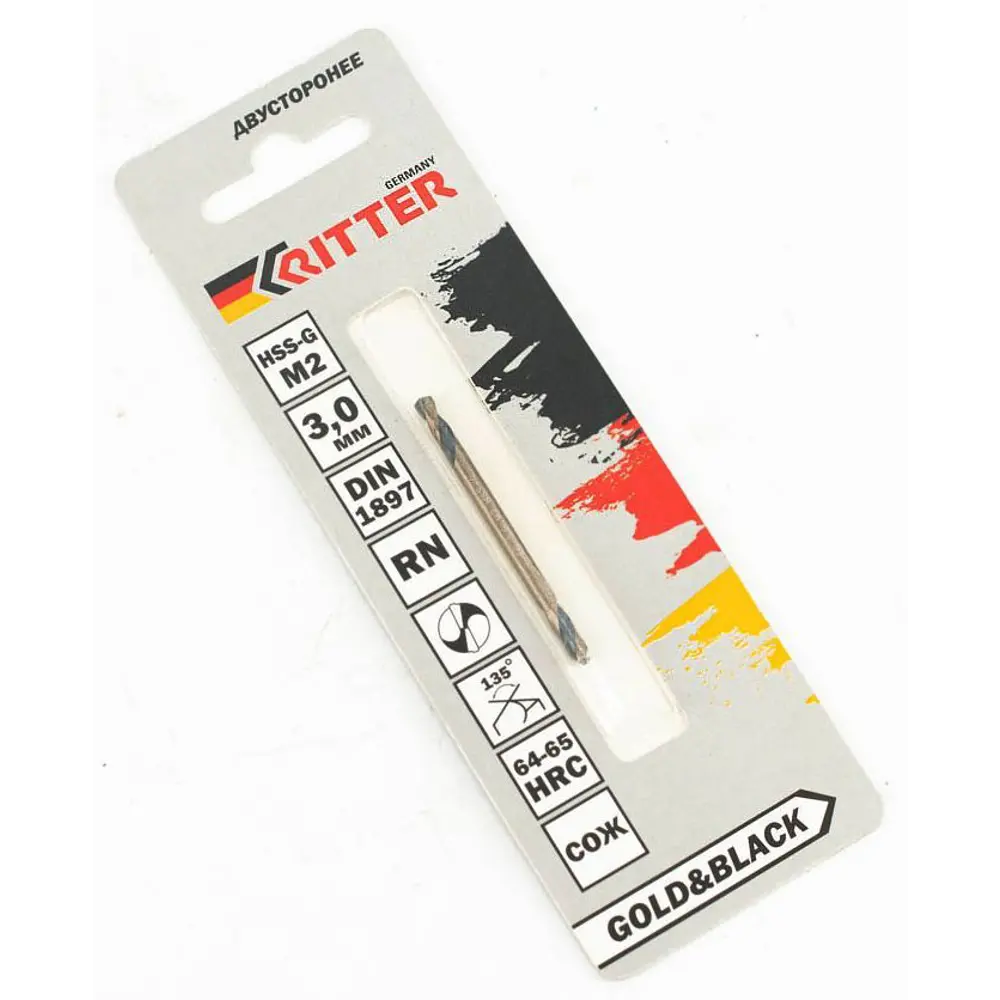 ДВУСТОРОНЕЕ
GERMANY
RITTER
HSS-G
M2
3,0
ММ
DIN
1897
RN
135°
64-65
HRC
СОЖ
GOLD&BLACK